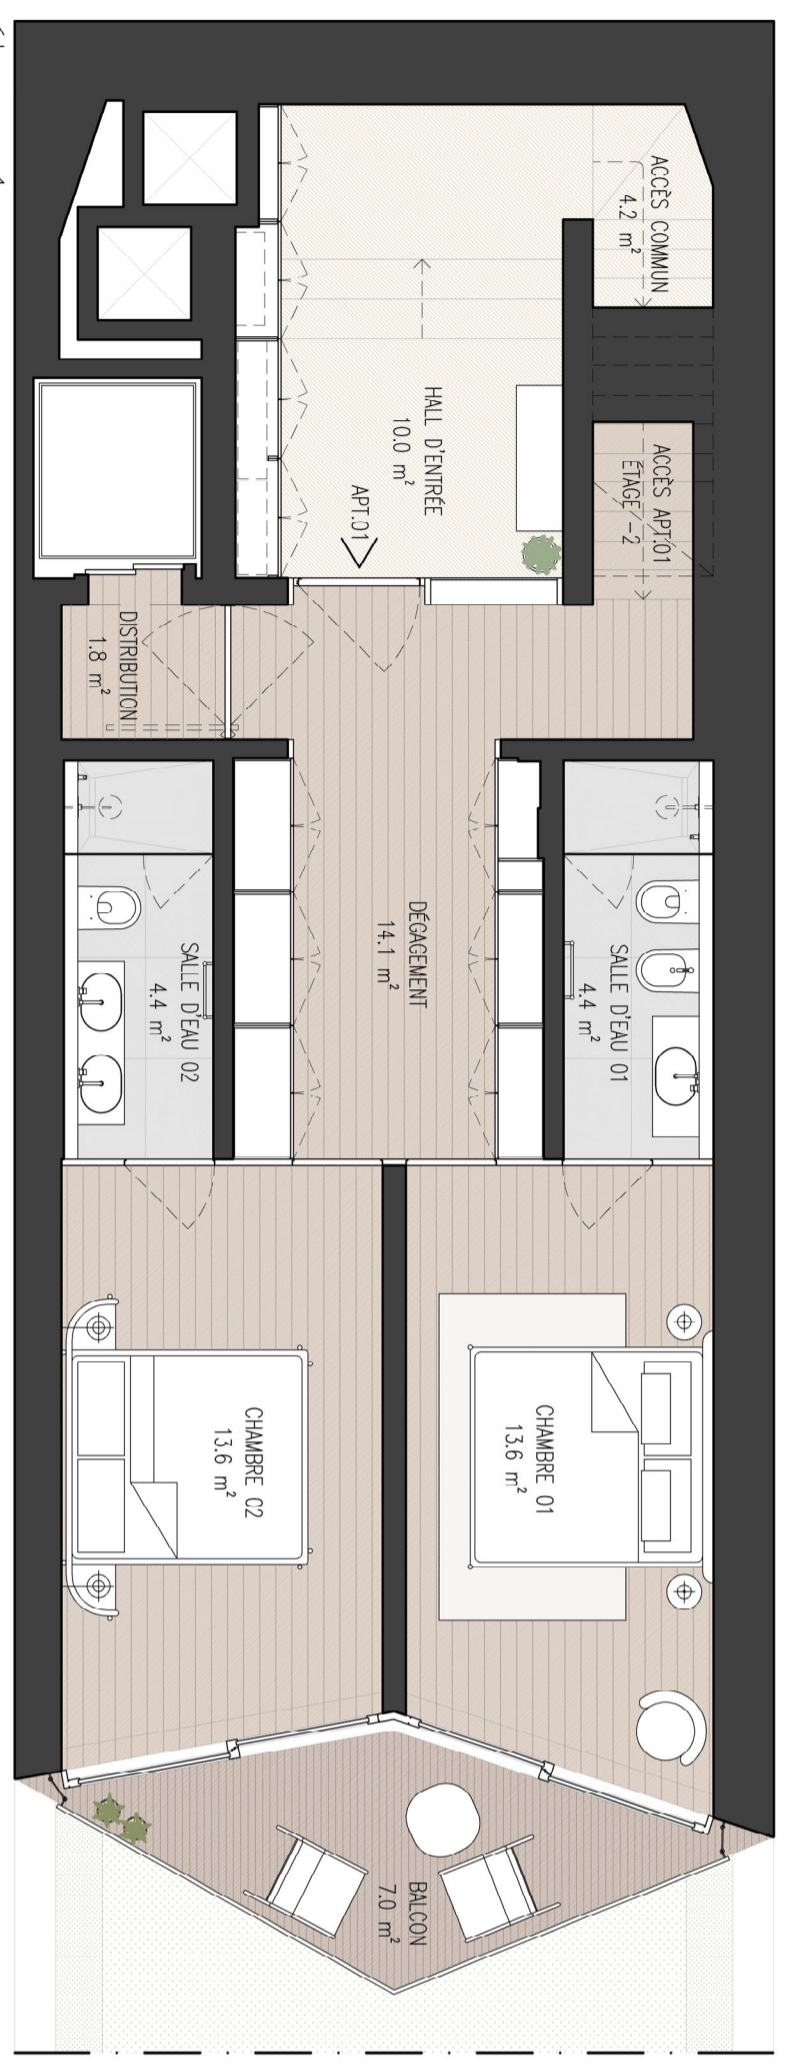 ACCÈS COMMUN
4.2 m²
HALL D'ENTRÉE
10.0 m²
APT.01
ACCÈS APT.01
ÉTAGE -2
DISTRIBUTION
1.8 m²
DÉGAGEMENT
14.1 m²
SALLE D'EAU 01
4.4 m²
SALLE D'EAU 02
4.4 m²
CHAMBRE 01
13.6 m²
CHAMBRE 02
13.6 m²
BALCON
7.0 m²